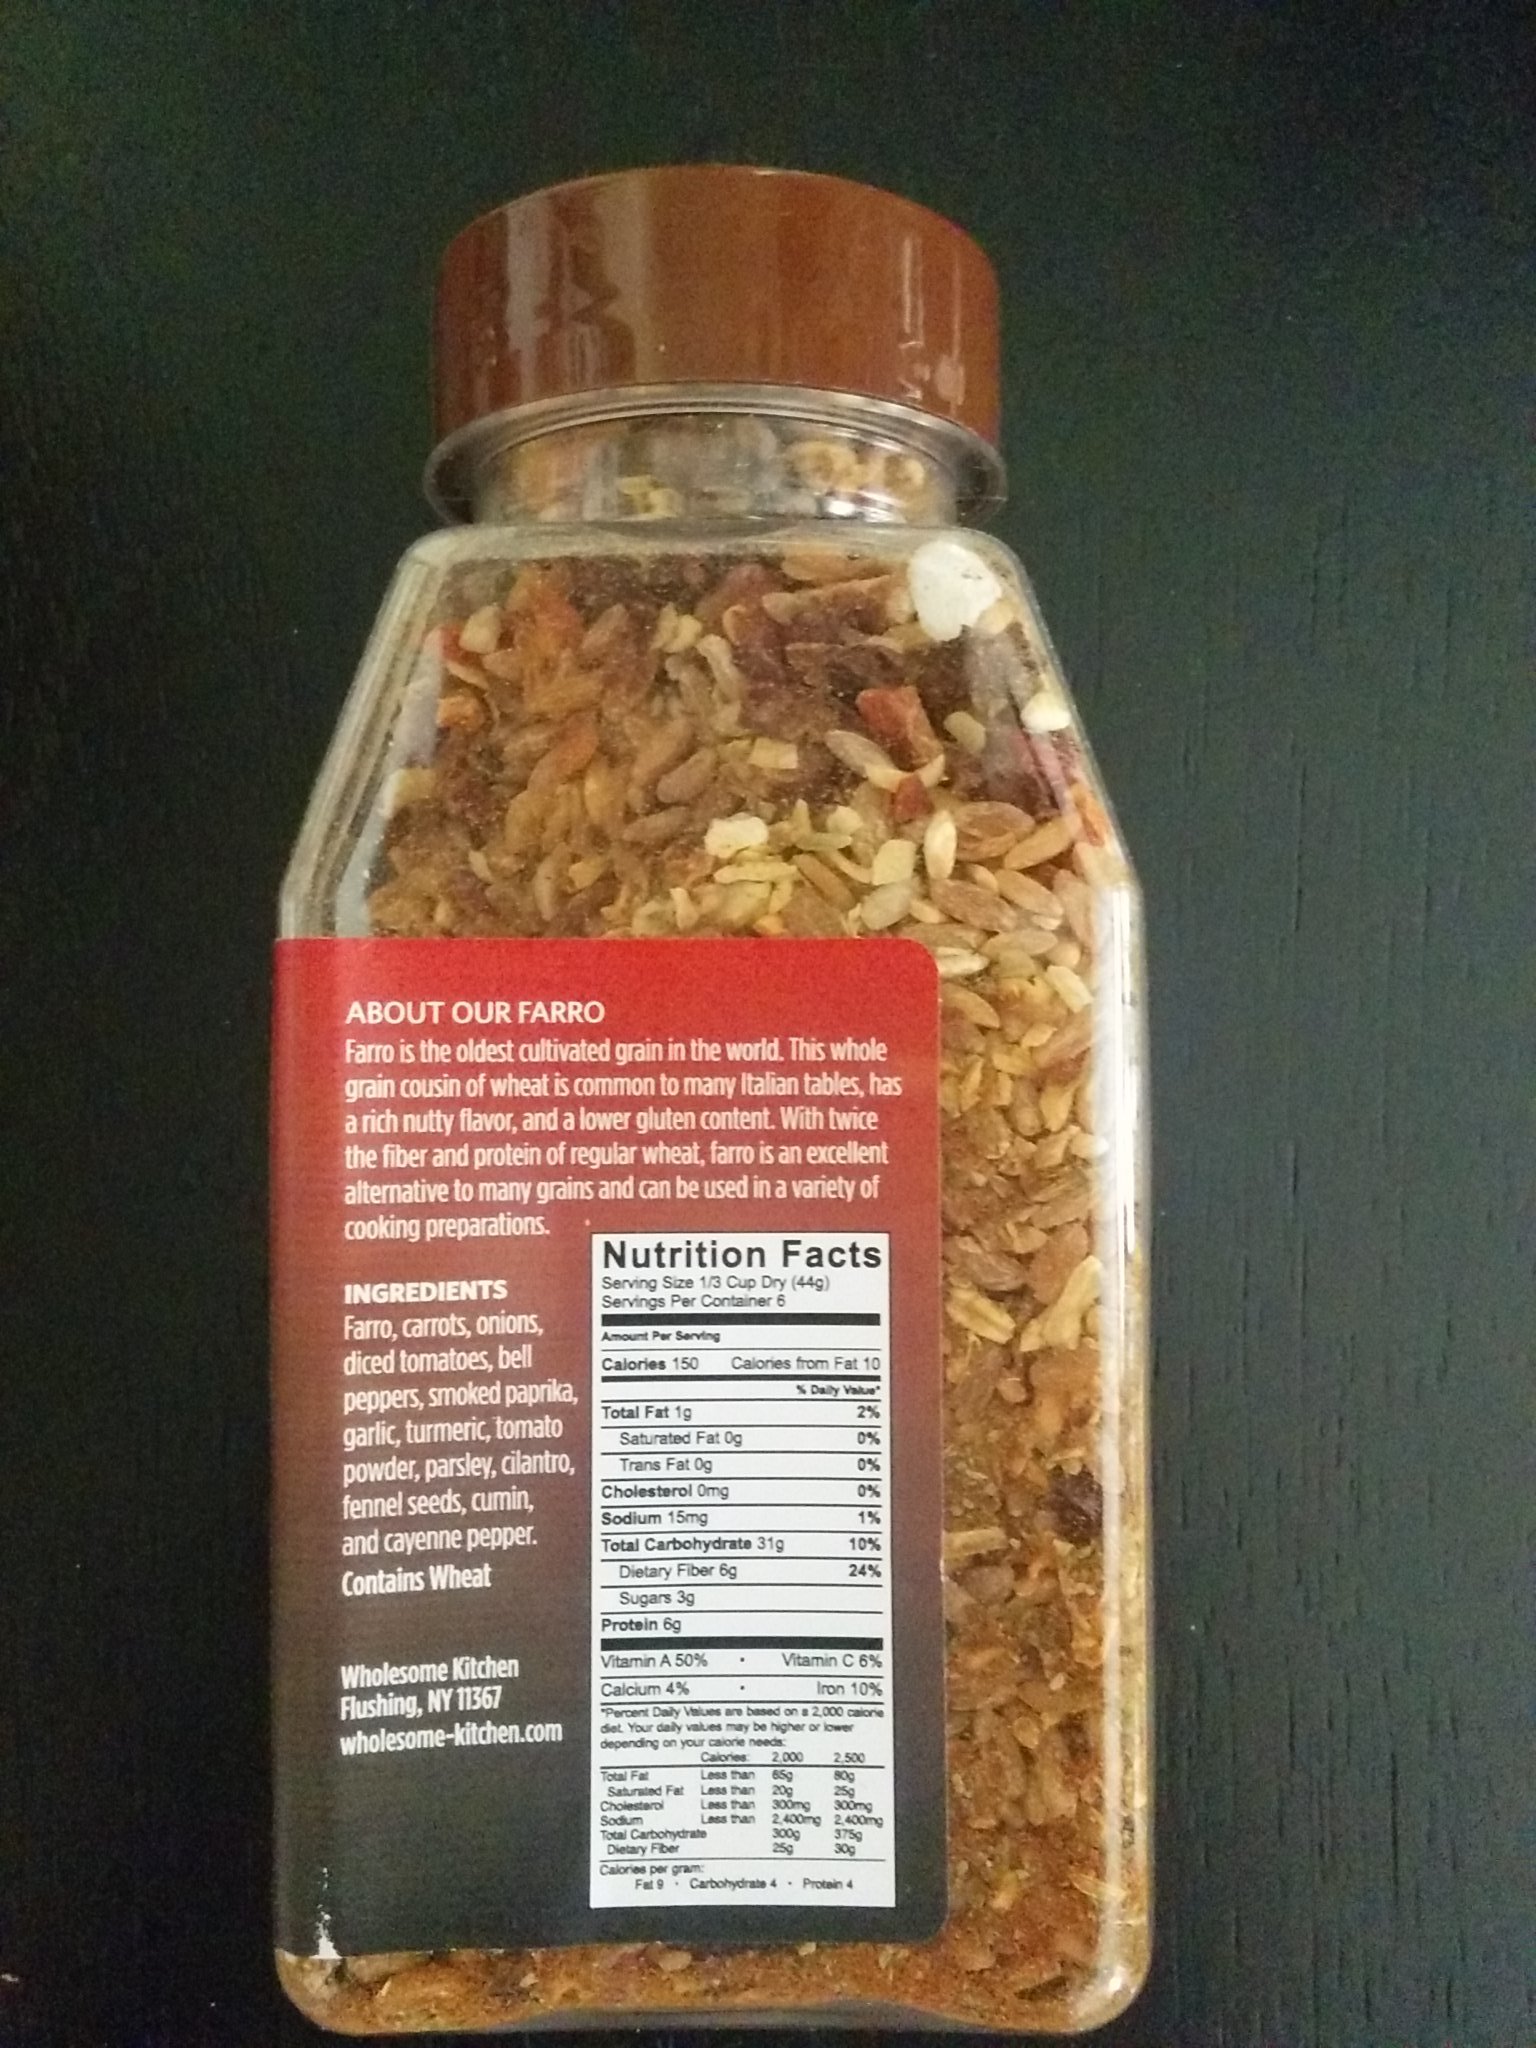 ABOUT OUR FARRO
Farro is the oldest cultivated grain in the world. This whole
grain cousin of wheat is common to many Italian tables, has
a rich nutty flavor, and a lower gluten content. With twice
the fiber and protein of regular wheat, farro is an excellent
alternative to many grains and can be used in a variety of
cooking preparations.
INGREDIENTS
Farro, carrots, onions,
diced tomatoes, bell
peppers, smoked paprika,
garlic, turmeric, tomato
powder, parsley, cilantro,
fennel seeds, cumin,
and cayenne pepper.
Contains Wheat
Wholesome Kitchen
Flushing, NY 11367
wholesome-kitchen.com
Nutrition Facts
Serving Size 1/3 Cup Dry (44g)
Servings Per Container 6
Amount Per Serving
Calories 150 Calories from Fat 10
% Daily Value*
Total Fat 1g 2%
Saturated Fat 0g 0%
Trans Fat 0g 0%
Cholesterol 0mg 0%
Sodium 15mg 1%
Total Carbohydrate 31g 10%
Dietary Fiber 6g 24%
Sugars 3g
Protein 6g
Vitamin A 50% • Vitamin C 6%
Calcium 4% • Iron 10%
*Percent Daily Values are based on a 2,000 calorie
diet. Your daily values may be higher or lower
depending on your calorie needs:
Calories: 2,000 2,500
Total Fat Less than 65g 80g
Saturated Fat Less than 20g 25g
Cholesterol Less than 300mg 300mg
Sodium Less than 2,400mg 2,400mg
Total Carbohydrate 300g 375g
Dietary Fiber 25g 30g
Calories per gram:
Fat 9 • Carbohydrate 4 • Protein 4